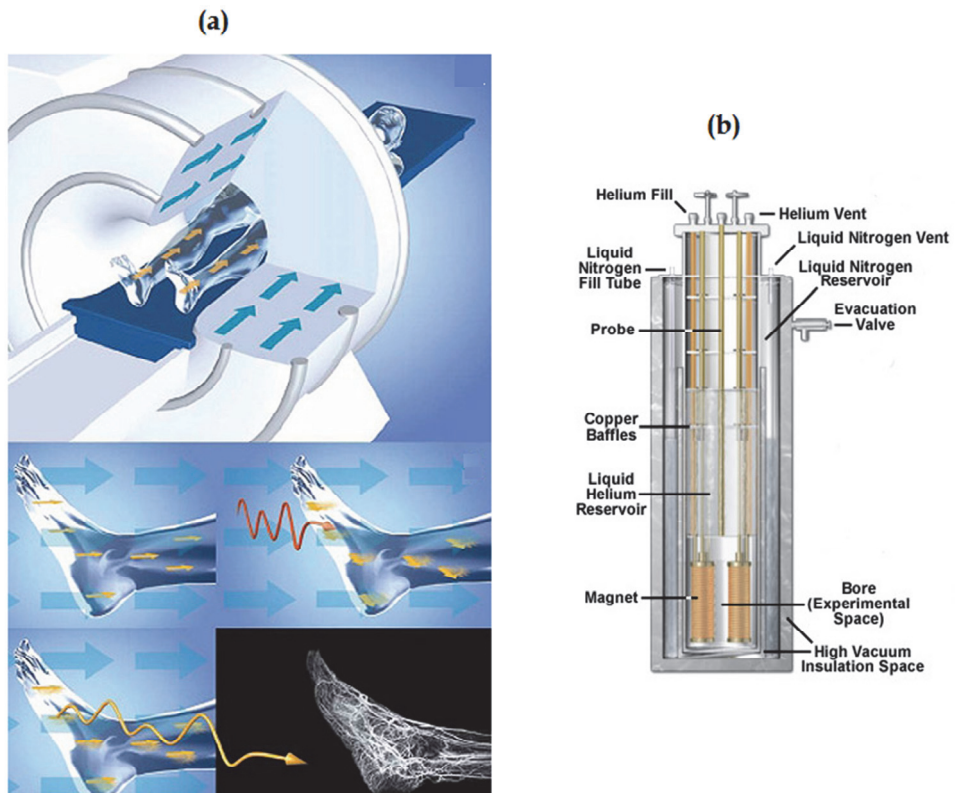 (a)
(b)
Helium Fill
Helium Vent
Liquid Nitrogen Vent
Liquid
Nitrogen
Fill Tube
Liquid Nitrogen
Reservoir
Evacuation
Valve
Probe
Copper
Baffles
Liquid
Helium
Reservoir
Magnet
Bore
(Experimental
Space)
High Vacuum
Insulation Space